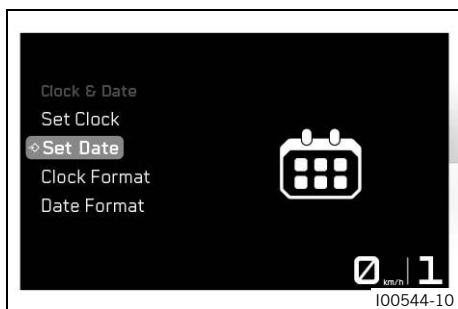 Clock & Date
Set Clock
Set Date
Clock Format
Date Format
0 km/h 1
I00544-10